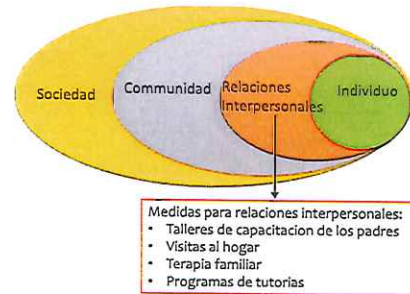 Sociedad
Communidad
Relaciones
Interpersonales
Individuo
Medidas para relaciones interpersonales:
• Talleres de capacitacion de los padres
• Visitas al hogar
• Terapia familiar
• Programas de tutorias